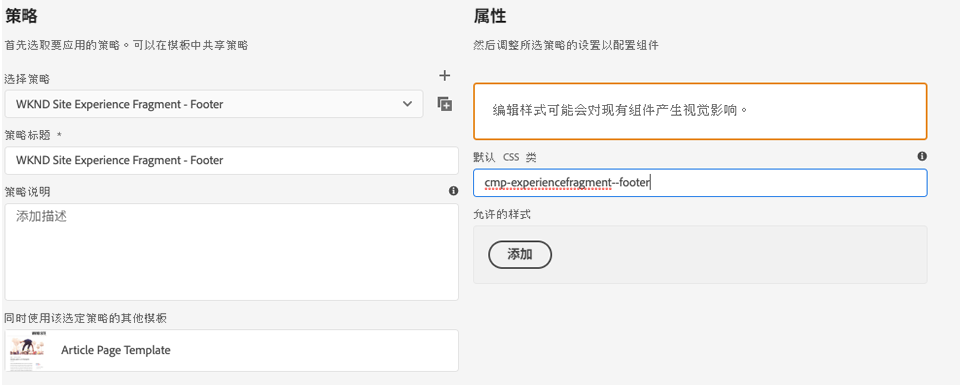 策略
首先选取要应用的策略。可以在模板中共享策略
选择策略
WKND Site Experience Fragment - Footer
策略标题 *
WKND Site Experience Fragment - Footer
策略说明
添加描述
同时使用该选定策略的其他模板
Article Page Template
属性
然后调整所选策略的设置以配置组件
编辑样式可能会对现有组件产生视觉影响。
默认 CSS 类
cmp-experiencefragment--footer
允许的样式
添加